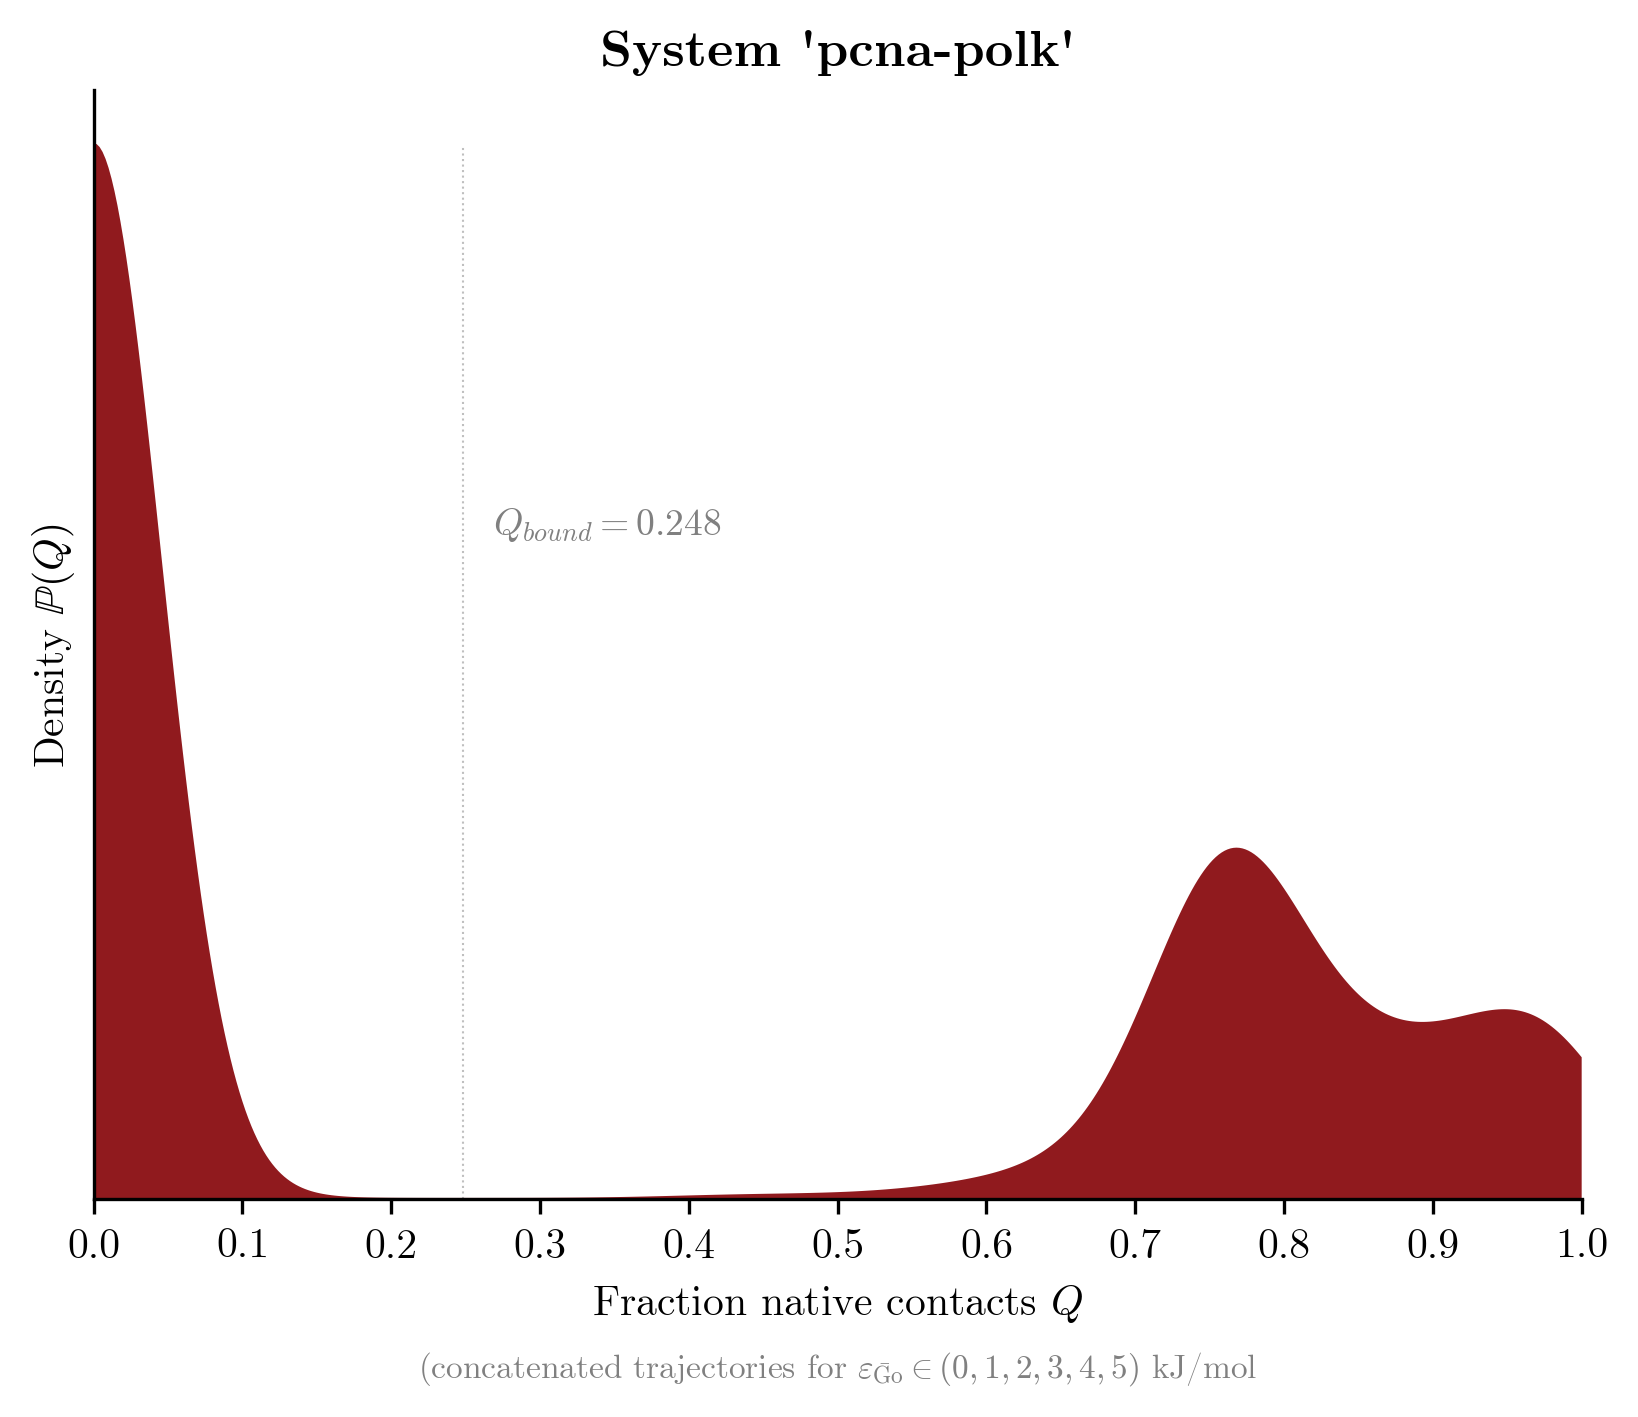 System 'pcna-polk'
Density ℙ(Q)
Q_bound = 0.248
0.0 0.1 0.2 0.3 0.4 0.5 0.6 0.7 0.8 0.9 1.0
Fraction native contacts Q
(concatenated trajectories for ε_Ḡo ∈ (0, 1, 2, 3, 4, 5) kJ/mol